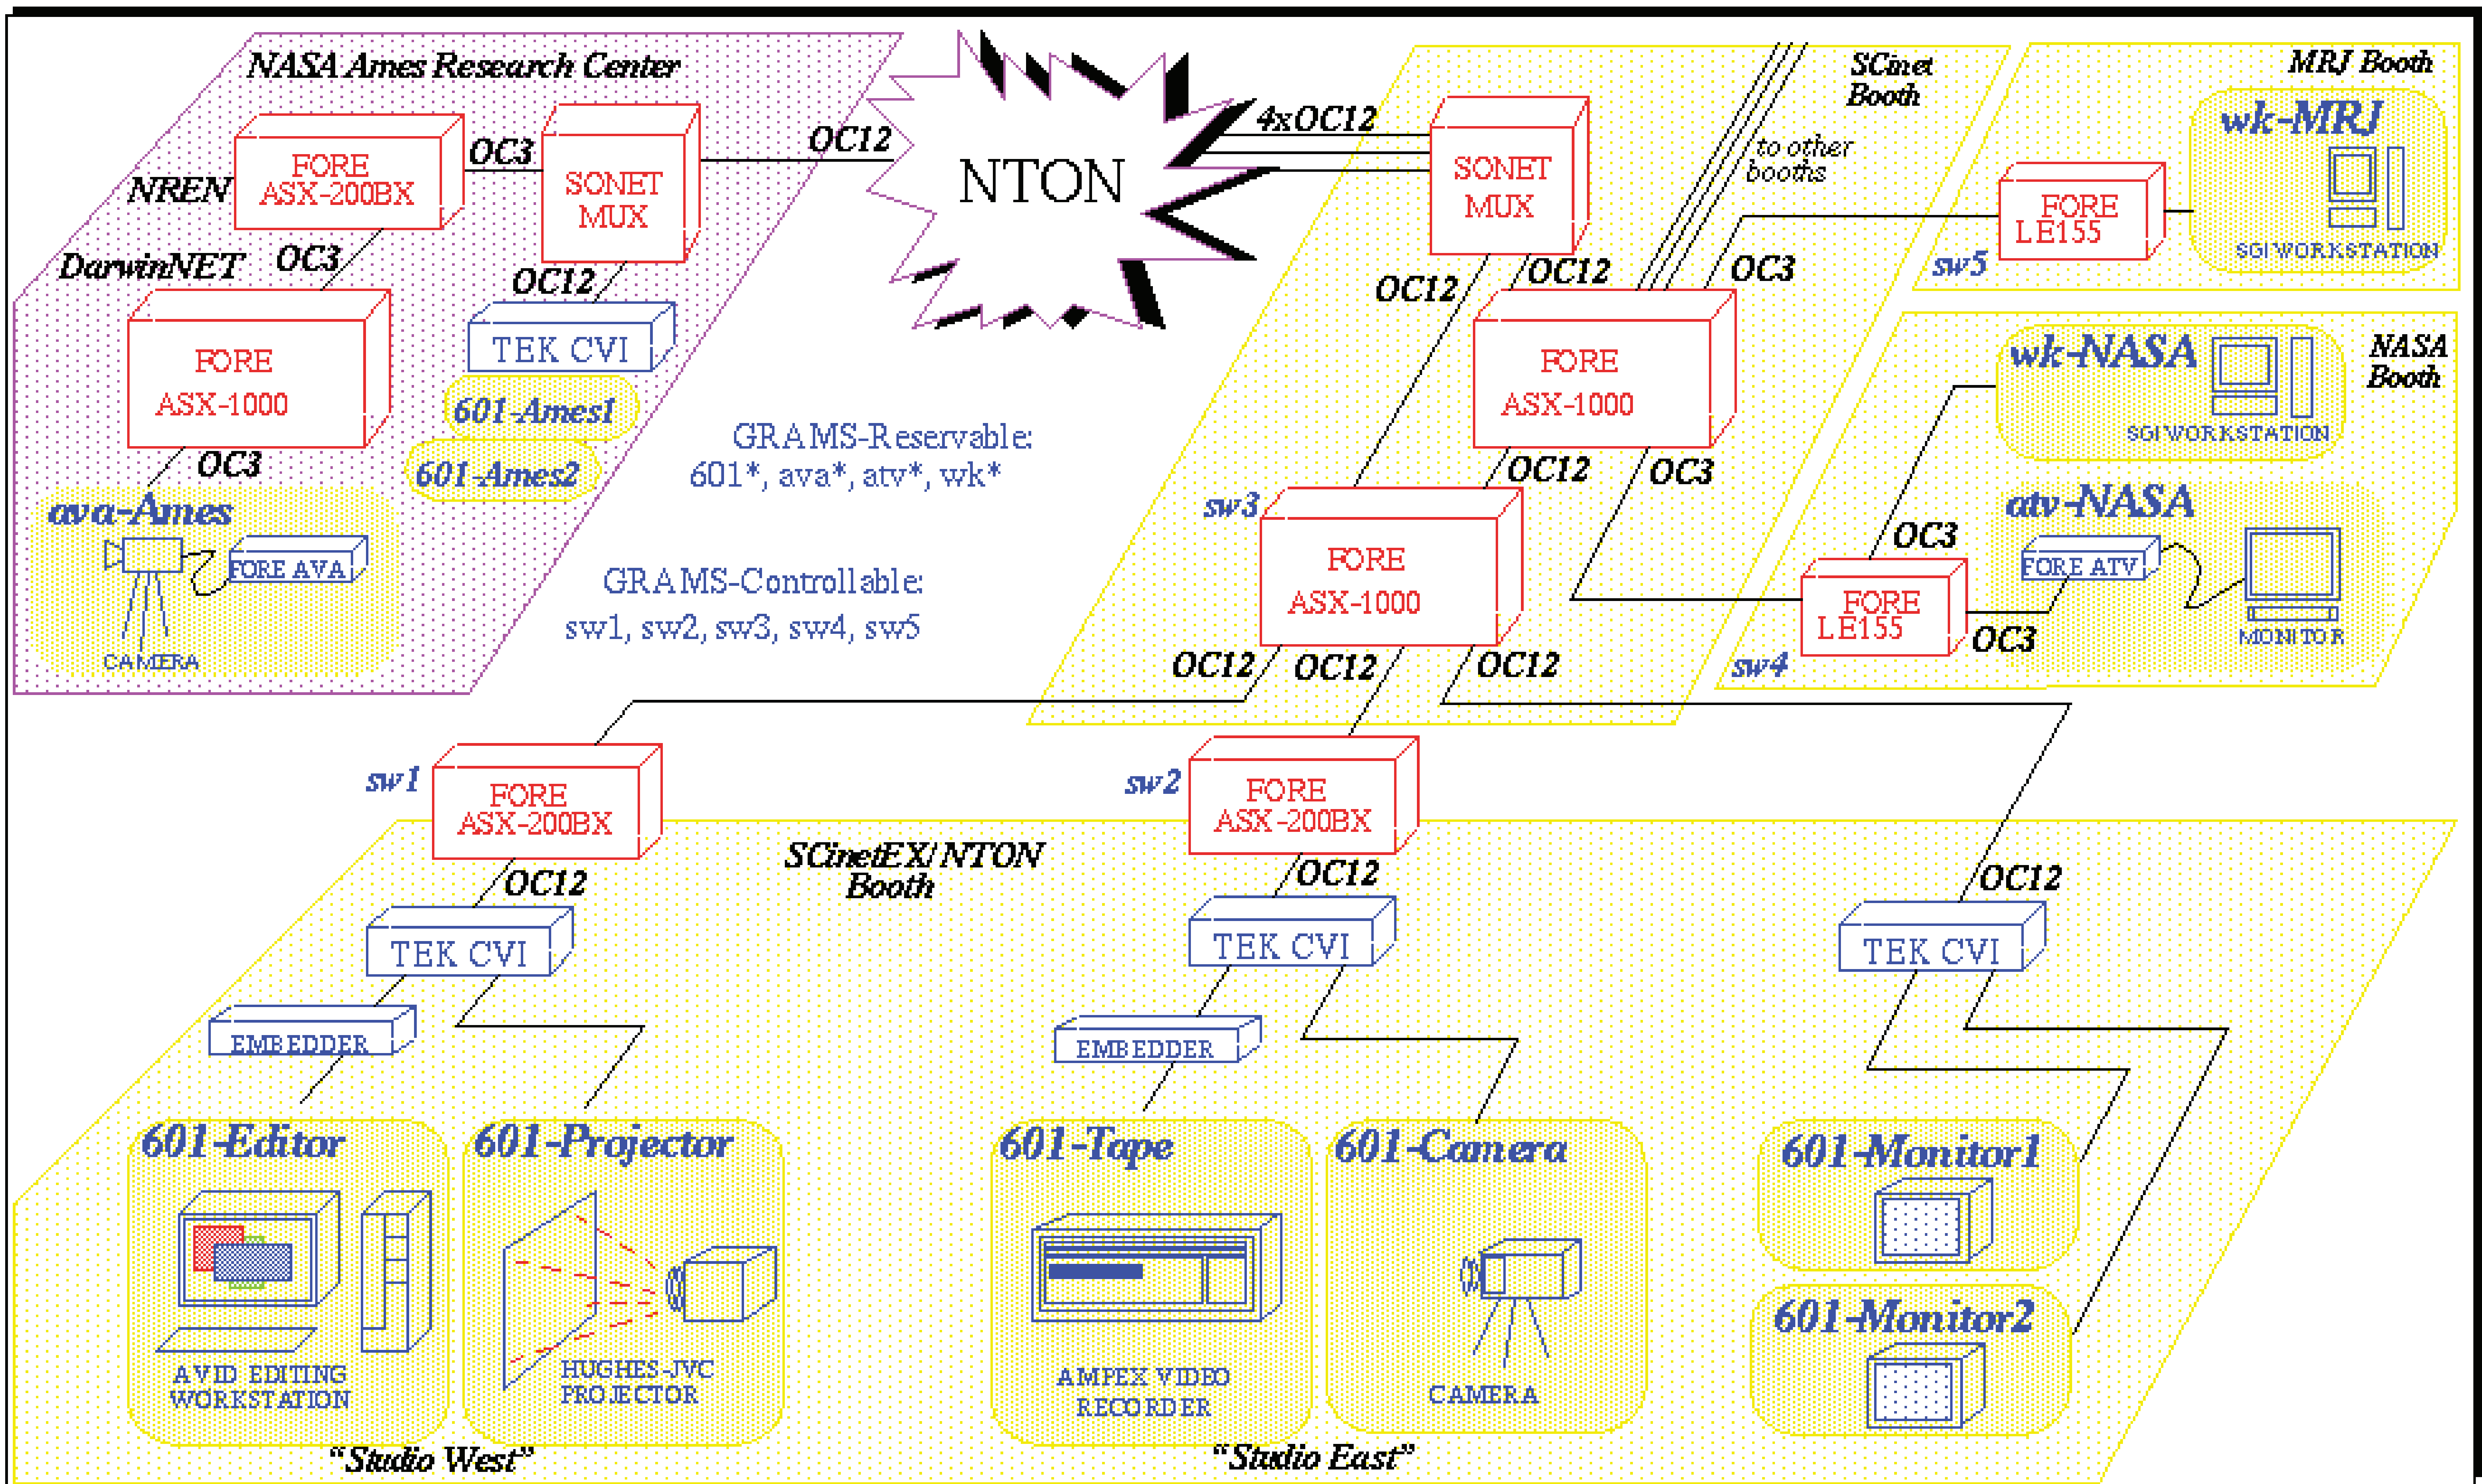 NASA Ames Research Center
NREN
FORE
ASX-200BX
OC3
SONET
MUX
OC12
NTON
4xOC12
SONET
MUX
to other
booths
SCinet
Booth
MRJ Booth
wk-MRJ
SGI WORKSTATION
FORE
LE155
sw5
DarwinNET
OC3
OC12
FORE
ASX-1000
TEK CVI
601-Ames1
601-Ames2
OC3
ava-Ames
FORE AVA
CAMERA
GRAMS-Reservable:
601*, ava*, atv*, wk*
GRAMS-Controllable:
sw1, sw2, sw3, sw4, sw5
OC12
OC12
OC3
FORE
ASX-1000
OC12
OC3
sw3
FORE
ASX-1000
OC12
OC12
OC12
NASA
Booth
wk-NASA
SGI WORKSTATION
atv-NASA
OC3
FORE ATV
MONITOR
FORE
LE155
OC3
sw4
sw1
FORE
ASX-200BX
OC12
sw2
FORE
ASX-200BX
OC12
SCinetEX/NTON
Booth
OC12
TEK CVI
TEK CVI
TEK CVI
EMBEDDER
EMBEDDER
601-Editor
AVID EDITING
WORKSTATION
601-Projector
HUGHES-JVC
PROJECTOR
601-Tape
AMPEX VIDEO
RECORDER
601-Camera
CAMERA
601-Monitor1
601-Monitor2
“Studio West”
“Studio East”